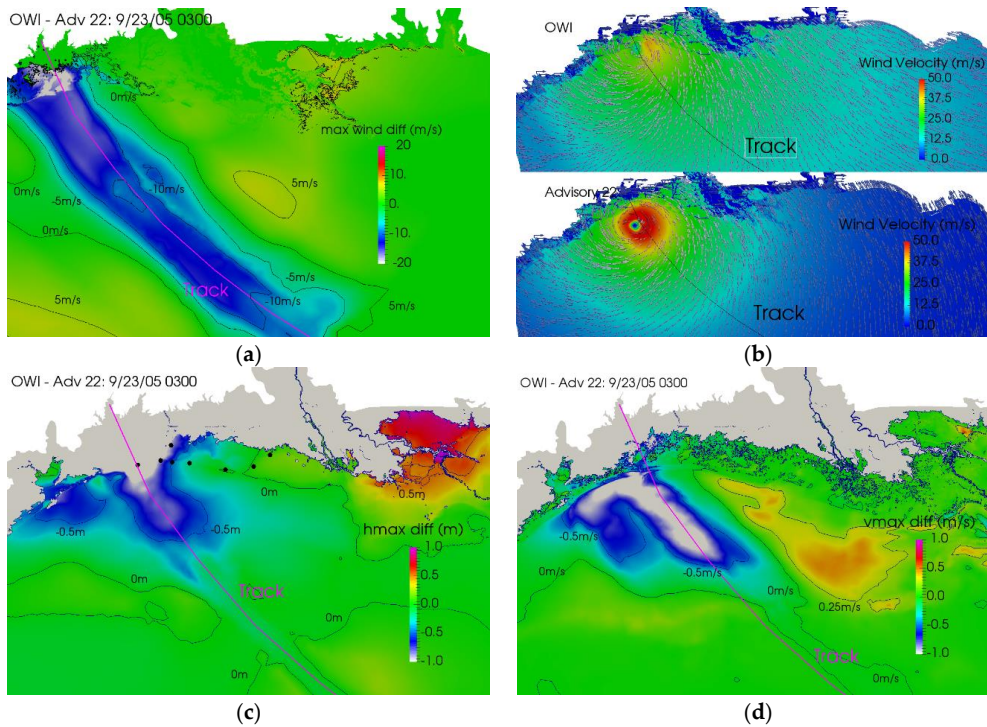 OWI - Adv 22: 9/23/05 0300
0m/s
max wind diff (m/s)
20
10
0
-10.
-20
0m/s
-5m/s
-10m/s
5m/s
0m/s
-5m/s
Track
-10m/s
5m/s
5m/s
(a)
OWI
Wind Velocity (m/s)
50.0
37.5
25.0
12.5
0.0
Track
Advisory 22
Wind Velocity (m/s)
50.0
37.5
25.0
12.5
0.0
Track
(b)
OWI - Adv 22: 9/23/05 0300
0m
0.5m
-0.5m
-0.5m
hmax diff (m)
1.0
0.5
0.0
-0.5
-1.0
0m
Track
0m
0m
(c)
OWI - Adv 22: 9/23/05 0300
vmax diff (m/s)
1.0
0.5
0.0
-0.5
-1.0
-0.5m/s
-0.5m/s
0m/s
0m/s
0.25m/s
Track
0m/s
(d)